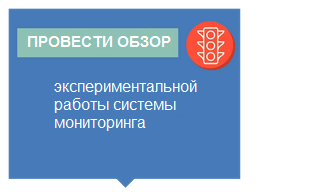 ПРОВЕСТИ ОБЗОР
экспериментальной
работы системы
мониторинга